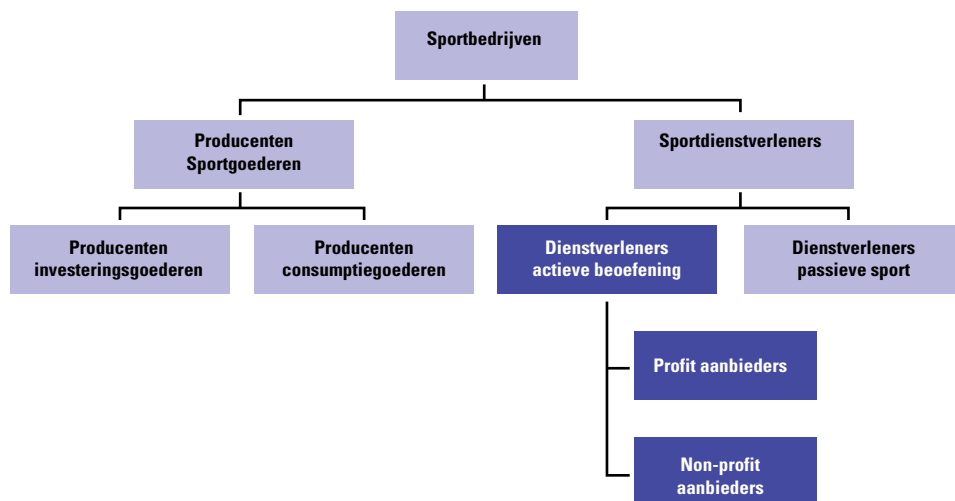 Sportbedrijven
Producenten
Sportgoederen
Sportdienstverleners
Producenten
investeringsgoederen
Producenten
consumptiegoederen
Dienstverleners
actieve beoefening
Dienstverleners
passieve sport
Profit aanbieders
Non-profit
aanbieders